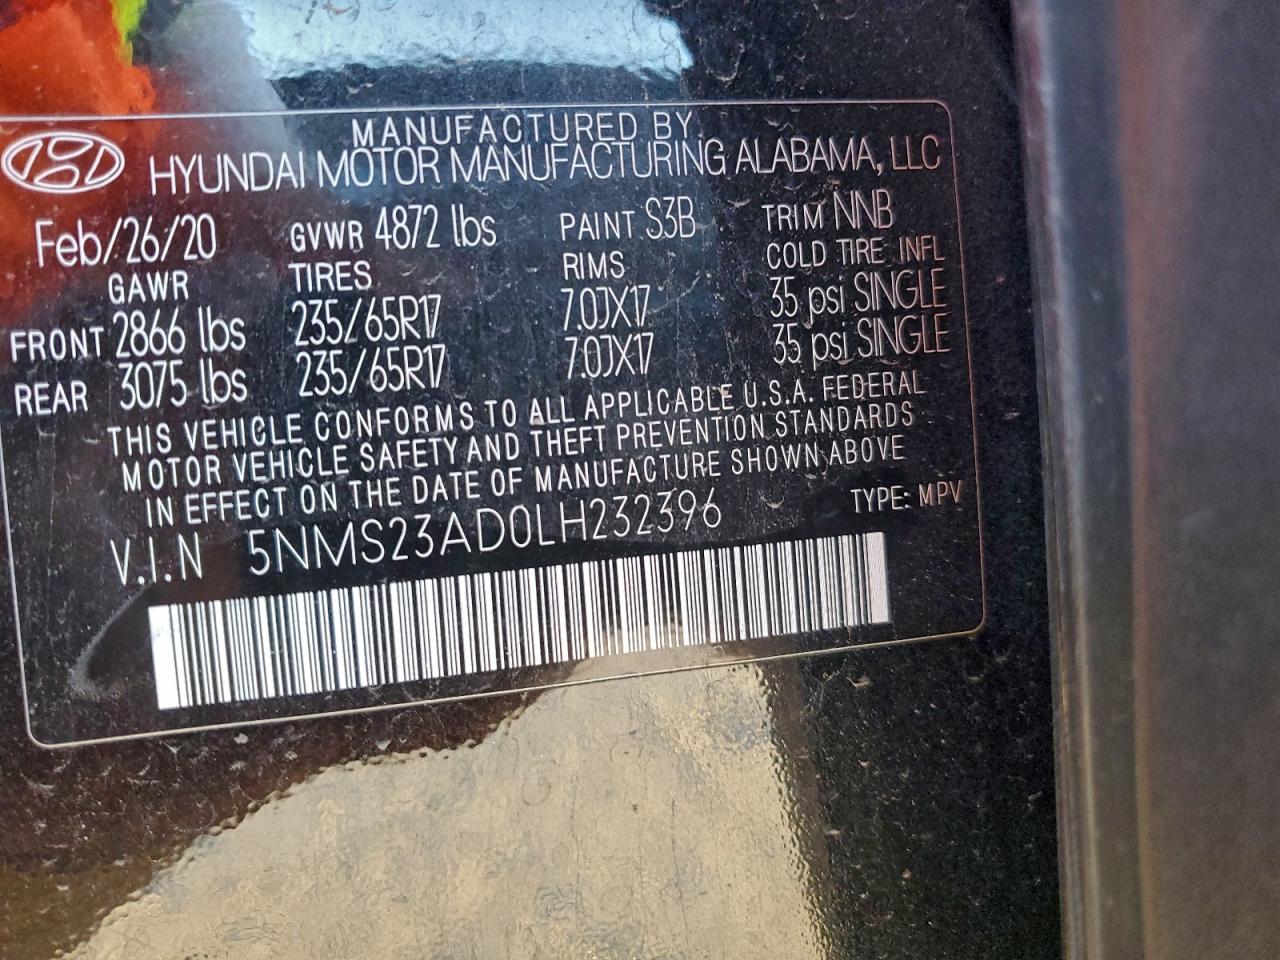 MANUFACTURED BY
HYUNDAI MOTOR MANUFACTURING ALABAMA, LLC
Feb/26/20 GVWR 4872 lbs PAINT S3B TRIM NNB
GAWR TIRES RIMS COLD TIRE INFL
FRONT 2866 lbs 235/65R17 7.0JX17 35 psi SINGLE
REAR 3075 lbs 235/65R17 7.0JX17 35 psi SINGLE
THIS VEHICLE CONFORMS TO ALL APPLICABLE U.S.A. FEDERAL
MOTOR VEHICLE SAFETY AND THEFT PREVENTION STANDARDS
IN EFFECT ON THE DATE OF MANUFACTURE SHOWN ABOVE
V.I.N 5NMS23AD0LH232396 TYPE: MPV